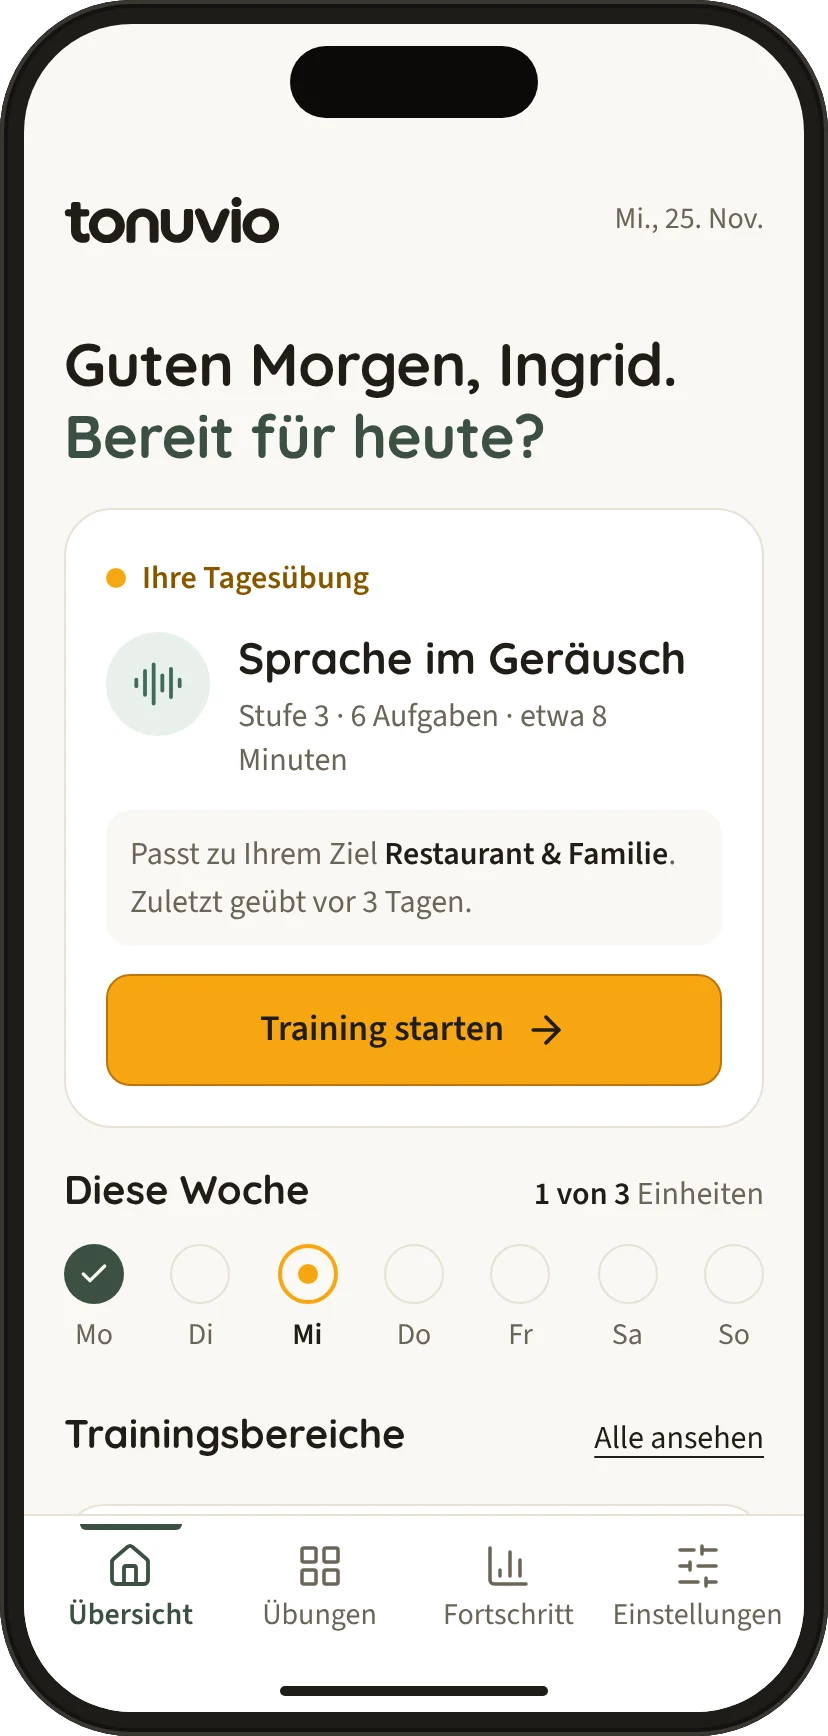 tonuvio
Mi., 25. Nov.
Guten Morgen, Ingrid.
Bereit für heute?
Ihre Tagesübung
Sprache im Geräusch
Stufe 3 · 6 Aufgaben · etwa 8
Minuten
Passt zu Ihrem Ziel Restaurant & Familie.
Zuletzt geübt vor 3 Tagen.
Training starten →
Diese Woche
1 von 3 Einheiten
Mo Di Mi Do Fr Sa So
Trainingsbereiche
Alle ansehen
Übersicht Übungen Fortschritt Einstellungen